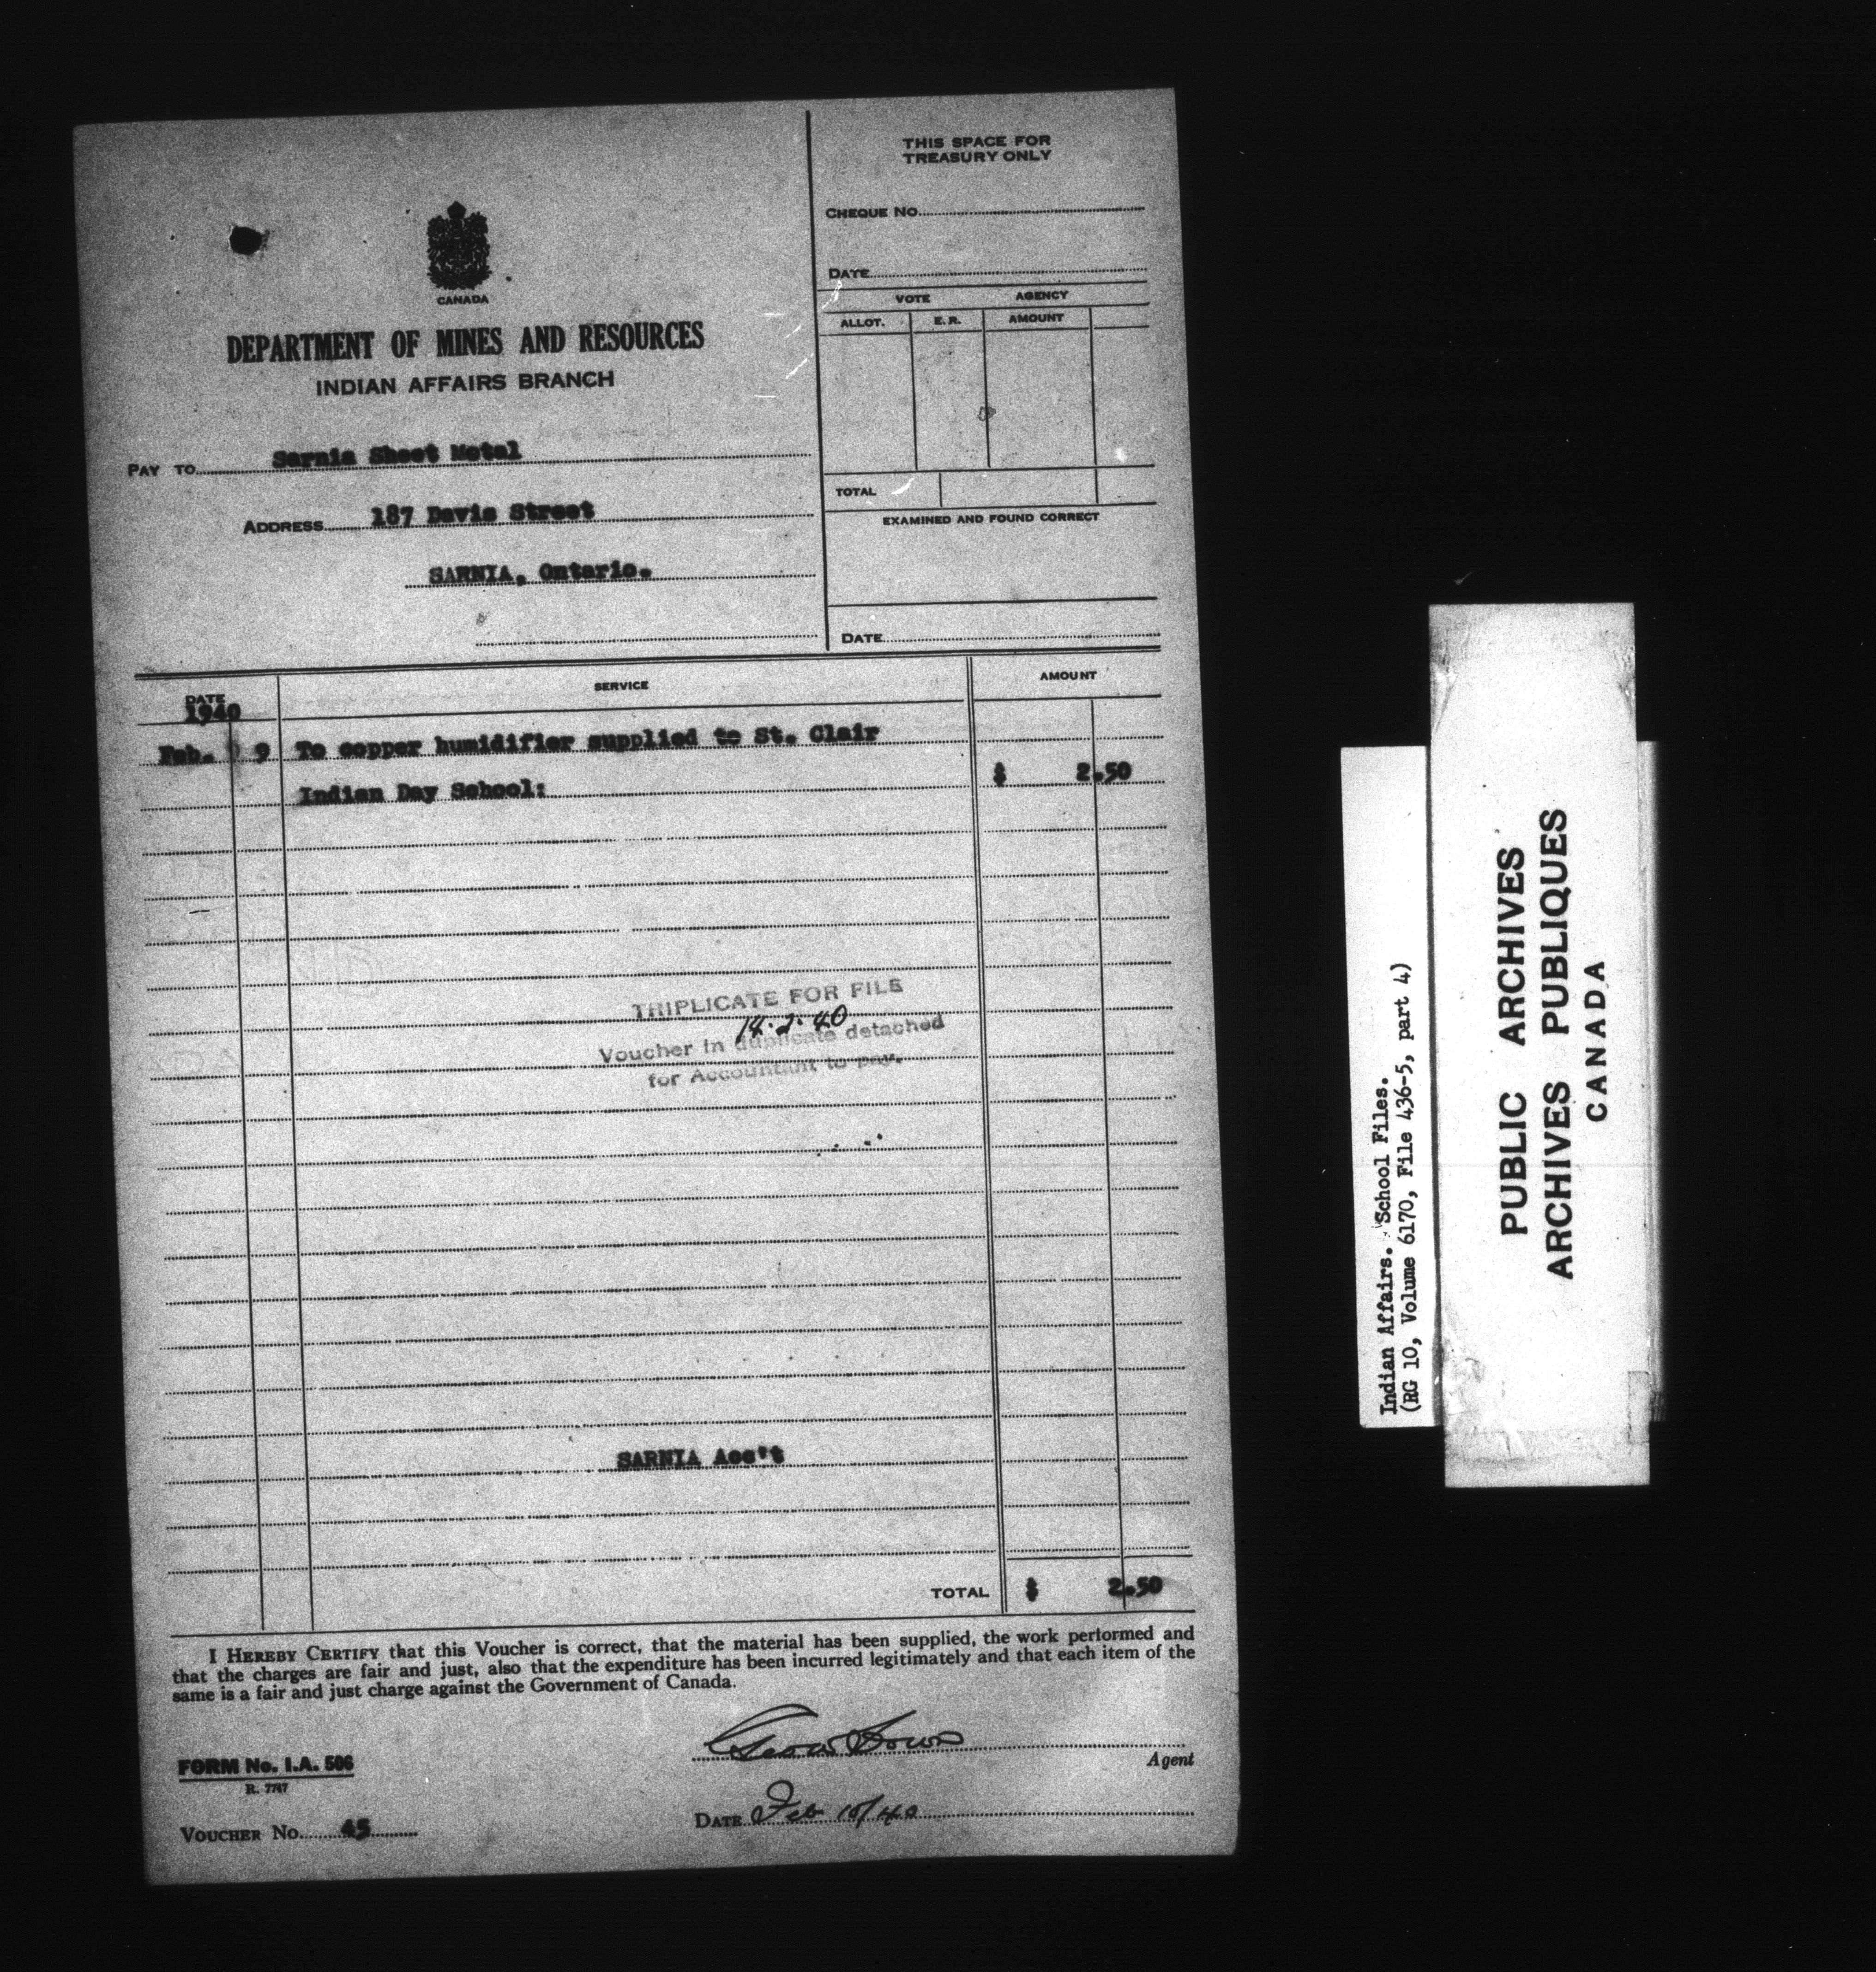 THIS SPACE FOR
TREASURY ONLY
CHEQUE No.
DATE
VOTE AGENCY
ALLOT. E. R. AMOUNT
TOTAL
EXAMINED AND FOUND CORRECT
DATE
CANADA
DEPARTMENT OF MINES AND RESOURCES
INDIAN AFFAIRS BRANCH
PAY TO Sarnia Sheet Metal
ADDRESS 187 Davis Street
SARNIA, Ontario.
DATE SERVICE AMOUNT
1940
Feb. 9 To copper humidifier supplied to St. Clair
Indian Day School: $ 2.50
TRIPLICATE FOR FILE
14.2.40
Voucher in duplicate detached
for Accountant to pay.
SARNIA Acc't
TOTAL $ 2.50
I HEREBY CERTIFY that this Voucher is correct, that the material has been supplied, the work performed and
that the charges are fair and just, also that the expenditure has been incurred legitimately and that each item of the
same is a fair and just charge against the Government of Canada.
Agent
FORM No. I.A. 506
R. 7747
VOUCHER No. 45
DATE Feb 10/40
Indian Affairs. School Files.
(RG 10, Volume 6170, File 436-5, part 4)
PUBLIC ARCHIVES
ARCHIVES PUBLIQUES
CANADA